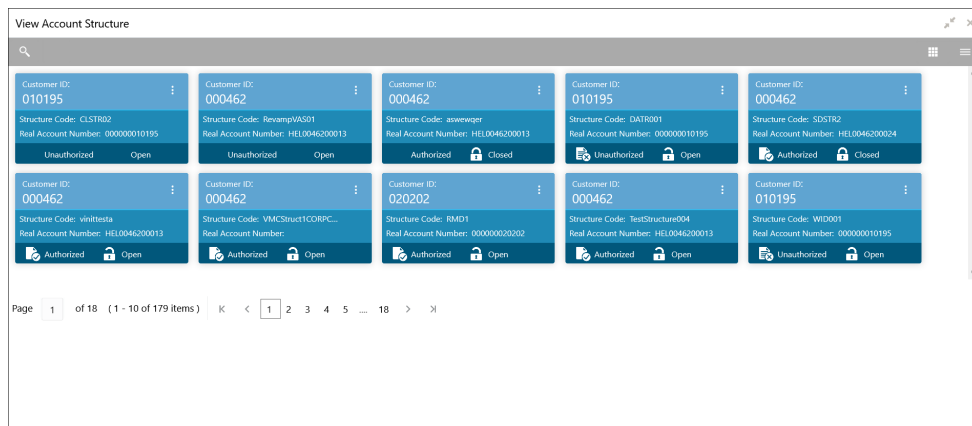 View Account Structure
Customer ID: Customer ID: Customer ID: Customer ID: Customer ID:
010195 000462 000462 010195 000462
Structure Code: CLSTR02 Structure Code: RevampVAS01 Structure Code: aswewqer Structure Code: DATR001 Structure Code: SDSTR2
Real Account Number: 000000010195 Real Account Number: HEL0046200013 Real Account Number: HEL0046200013 Real Account Number: 000000010195 Real Account Number: HEL0046200024
Unauthorized Open Unauthorized Open Authorized Closed Unauthorized Open Authorized Closed
Customer ID: Customer ID: Customer ID: Customer ID: Customer ID:
000462 000462 020202 000462 010195
Structure Code: vinittesta Structure Code: VMCStruct1CORPC... Structure Code: RMD1 Structure Code: TestStructure004 Structure Code: WID001
Real Account Number: HEL0046200013 Real Account Number: Real Account Number: 000000020202 Real Account Number: HEL0046200013 Real Account Number: 000000010195
Authorized Open Authorized Open Authorized Open Authorized Open Unauthorized Open
Page 1 of 18 ( 1 - 10 of 179 items ) 1 2 3 4 5 .... 18